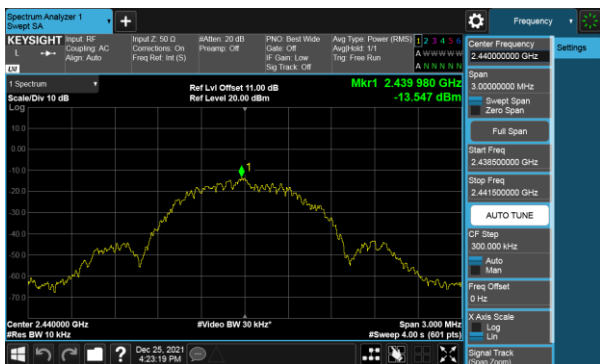 Spectrum Analyzer 1
Swept SA
+
Frequency
KEYSIGHT
L
LXI
Input: RF
Coupling: AC
Align: Auto
Input Z: 50 Ω
Corrections: On
Freq Ref: Int (S)
#Atten: 20 dB
Preamp: Off
PNO: Best Wide
Gate: Off
IF Gain: Low
Sig Track: Off
Avg Type: Power (RMS)
Avg|Hold: 1/1
Trig: Free Run
1 2 3 4 5 6
A W W W W W
A N N N N N
Settings
Center Frequency
2.440000000 GHz
Span
3.00000000 MHz
Swept Span
Zero Span
Full Span
Start Freq
2.438500000 GHz
Stop Freq
2.441500000 GHz
AUTO TUNE
CF Step
300.000 kHz
Auto
Man
Freq Offset
0 Hz
X Axis Scale
Log
Lin
Signal Track
(Span Zoom)
1 Spectrum
Scale/Div 10 dB
Log
Ref Lvl Offset 11.00 dB
Ref Level 20.00 dBm
Mkr1 2.439 980 GHz
-13.547 dBm
10.0
0.00
-10.0
-20.0
-30.0
-40.0
-50.0
-60.0
-70.0
1
Center 2.440000 GHz
#Res BW 10 kHz
#Video BW 30 kHz*
Span 3.000 MHz
#Sweep 4.00 s (601 pts)
?
Dec 25, 2021
4:23:19 PM